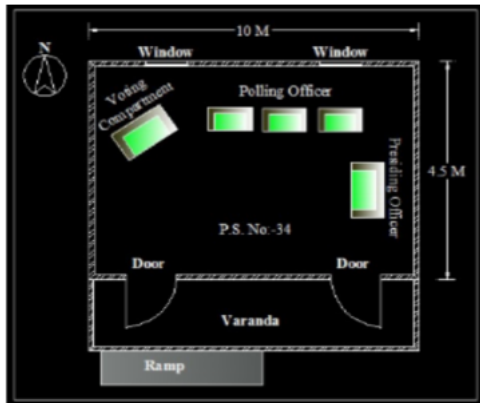 10 M
N
Window
Window
Voting
Compartment
Polling Officer
Presiding Officer
4.5 M
P.S. No:-34
Door
Door
Varanda
Ramp